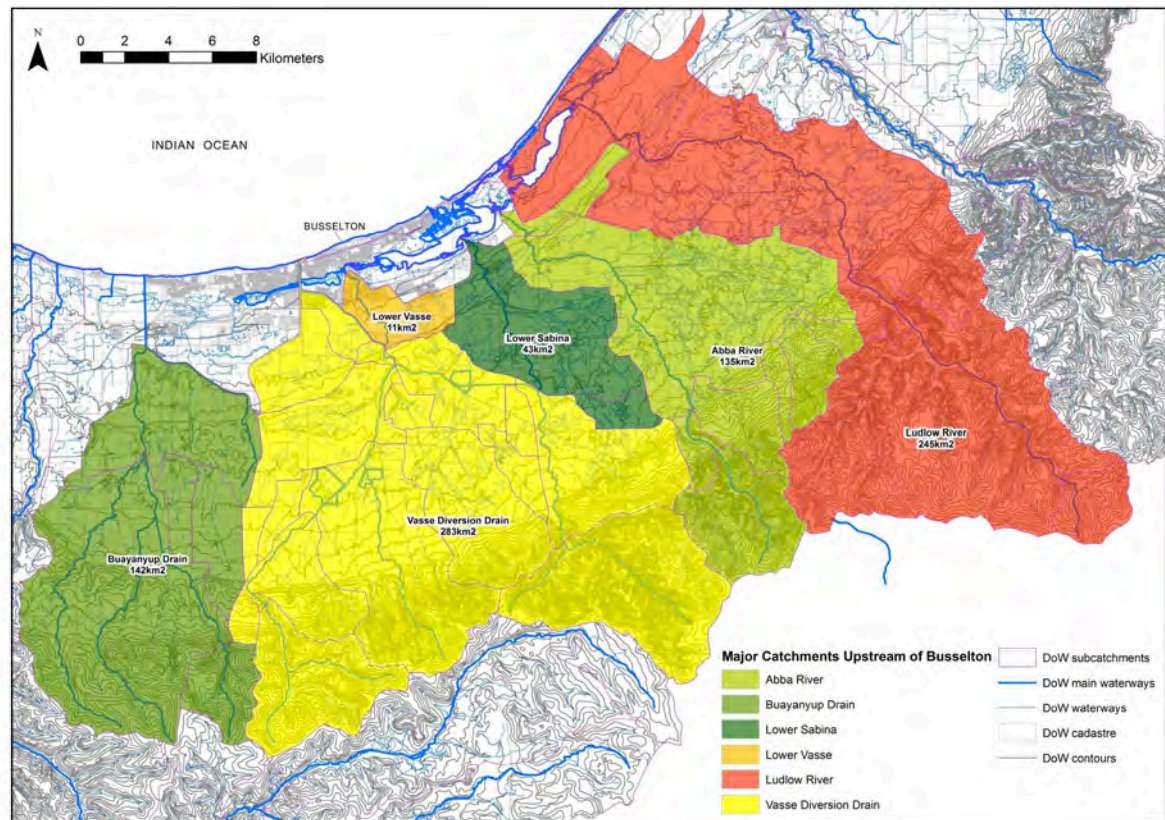 N
0 2 4 6 8
Kilometers
INDIAN OCEAN
BUSSELTON
Lower Vasse
11km2
Lower Sabina
43km2
Abba River
135km2
Ludlow River
245km2
Vasse Diversion Drain
283km2
Buayanyup Drain
142km2
Major Catchments Upstream of Busselton
Abba River
Buayanyup Drain
Lower Sabina
Lower Vasse
Ludlow River
Vasse Diversion Drain
DoW subcatchments
DoW main waterways
DoW waterways
DoW cadastre
DoW contours